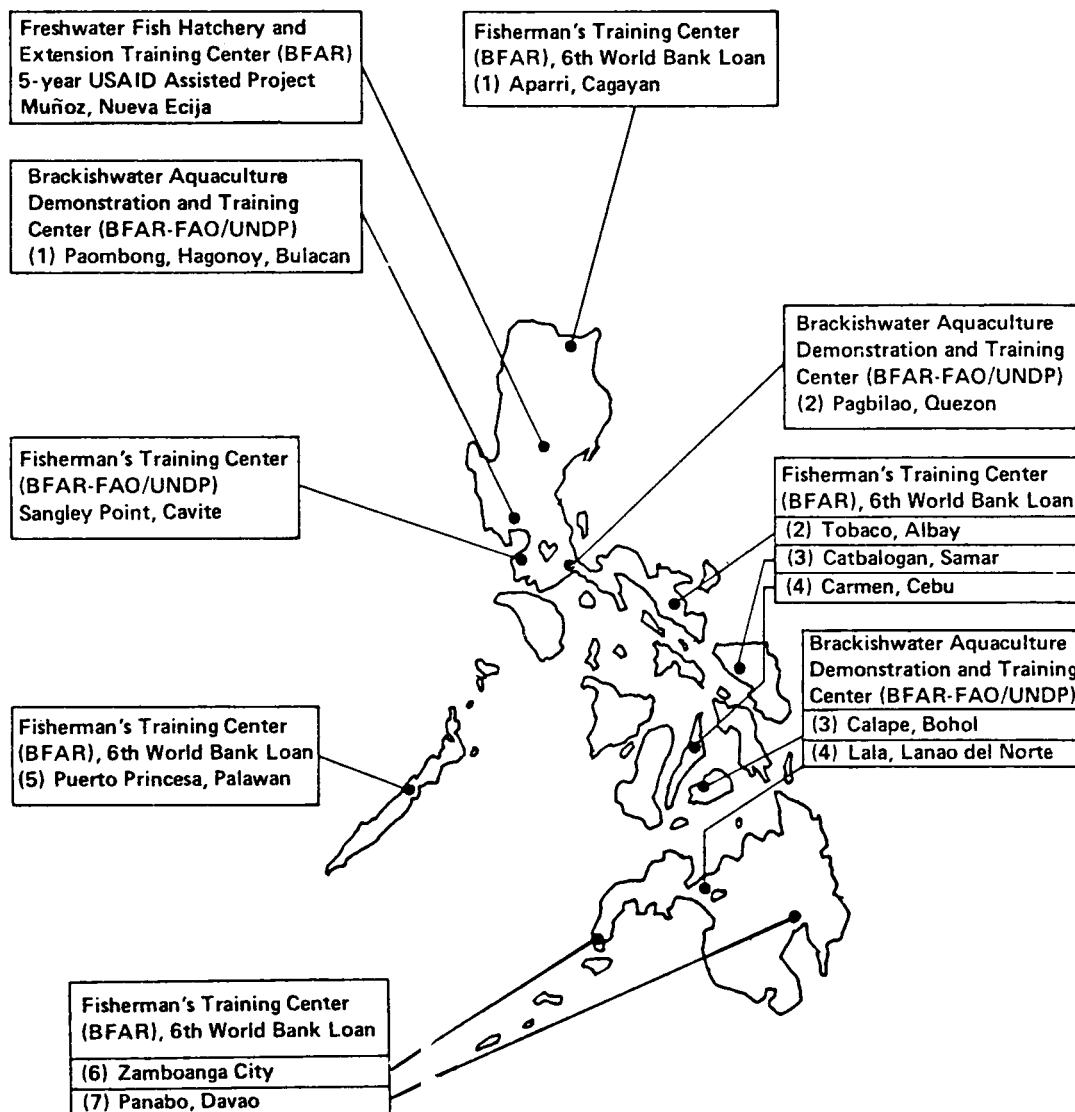 Freshwater Fish Hatchery and
Extension Training Center (BFAR)
5-year USAID Assisted Project
Muñoz, Nueva Ecija
Fisherman's Training Center
(BFAR), 6th World Bank Loan
(1) Aparri, Cagayan
Brackishwater Aquaculture
Demonstration and Training
Center (BFAR-FAO/UNDP)
(1) Paombong, Hagonoy, Bulacan
Brackishwater Aquaculture
Demonstration and Training
Center (BFAR-FAO/UNDP)
(2) Pagbilao, Quezon
Fisherman's Training Center
(BFAR-FAO/UNDP)
Sangley Point, Cavite
Fisherman's Training Center
(BFAR), 6th World Bank Loan
(2) Tobaco, Albay
(3) Catbalogan, Samar
(4) Carmen, Cebu
Brackishwater Aquaculture
Demonstration and Training
Center (BFAR-FAO/UNDP)
(3) Calape, Bohol
(4) Lala, Lanao del Norte
Fisherman's Training Center
(BFAR), 6th World Bank Loan
(5) Puerto Princesa, Palawan
Fisherman's Training Center
(BFAR), 6th World Bank Loan
(6) Zamboanga City
(7) Panabo, Davao